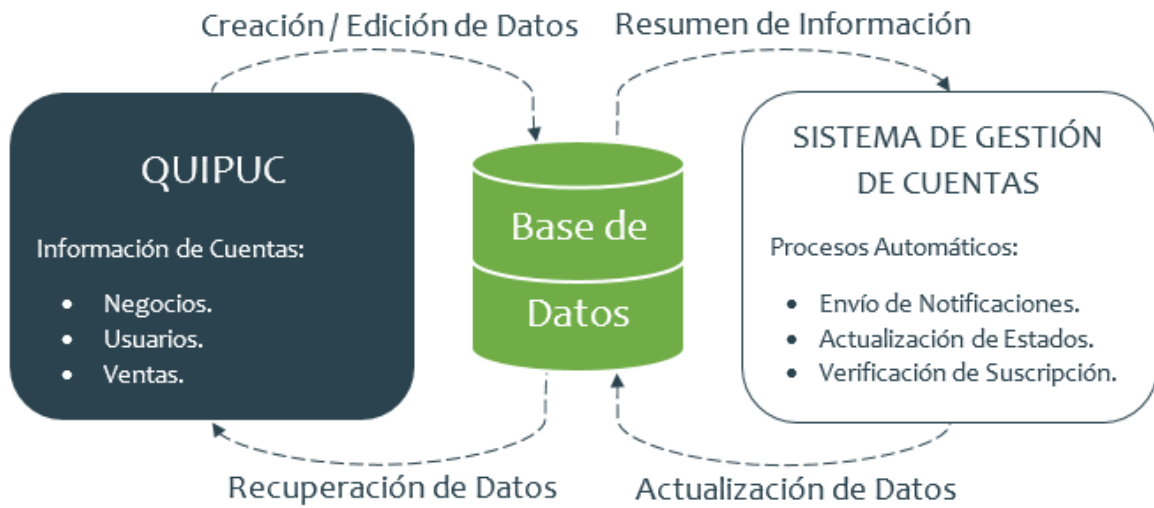 Creación / Edición de Datos
Resumen de Información
QUIPUC
Información de Cuentas:
• Negocios.
• Usuarios.
• Ventas.
Base de
Datos
SISTEMA DE GESTIÓN
DE CUENTAS
Procesos Automáticos:
• Envío de Notificaciones.
• Actualización de Estados.
• Verificación de Suscripción.
Recuperación de Datos
Actualización de Datos